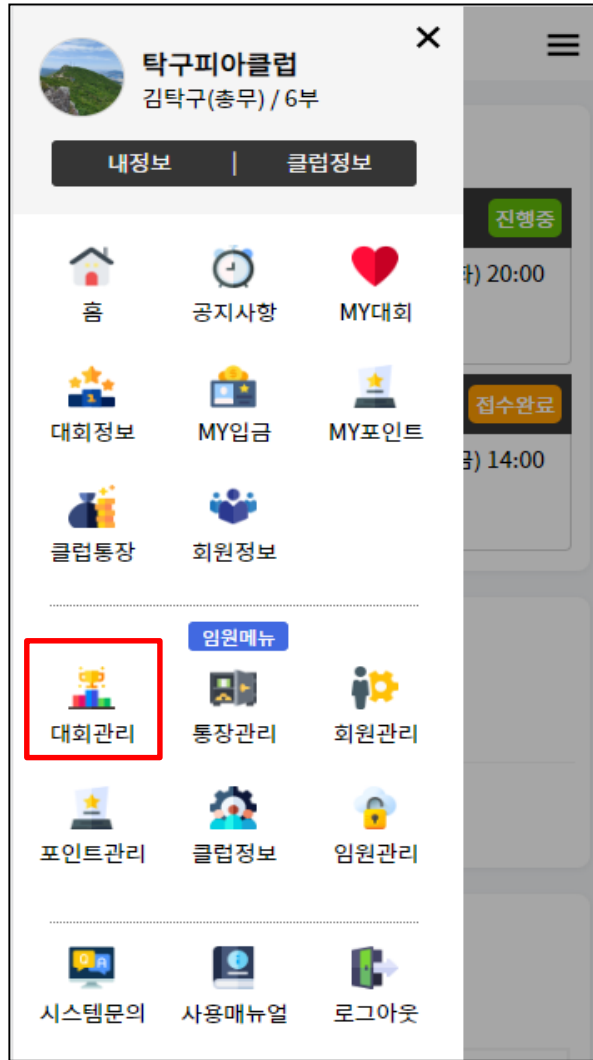 탁구피아클럽
김탁구(총무) / 6부
내정보 | 클럽정보
진행중
) 20:00
홈 공지사항 MY대회
대회정보 MY입금 MY포인트
접수완료
) 14:00
클럽통장 회원정보
임원메뉴
대회관리 통장관리 회원관리
포인트관리 클럽정보 임원관리
Q A
시스템문의 사용매뉴얼 로그아웃